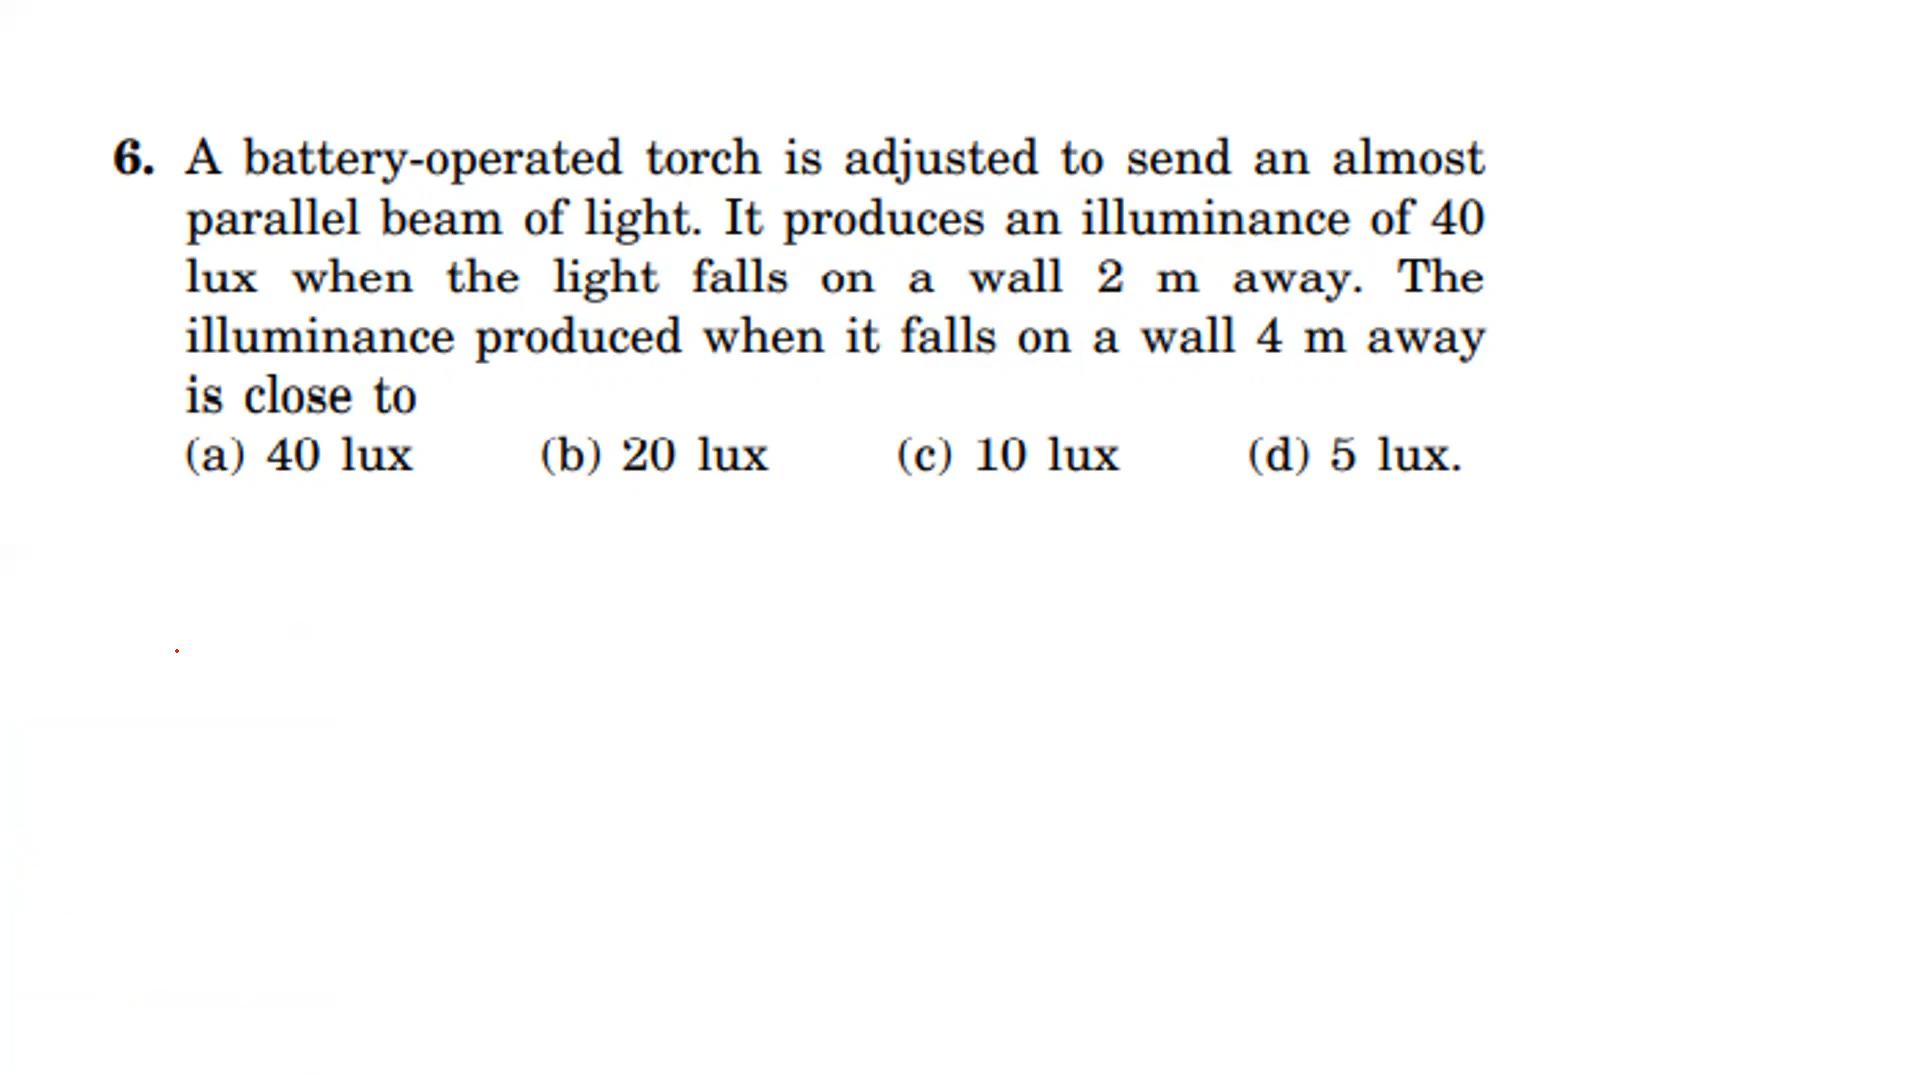 6. A battery-operated torch is adjusted to send an almost
parallel beam of light. It produces an illuminance of 40
lux when the light falls on a wall 2 m away. The
illuminance produced when it falls on a wall 4 m away
is close to
(a) 40 lux (b) 20 lux (c) 10 lux (d) 5 lux.